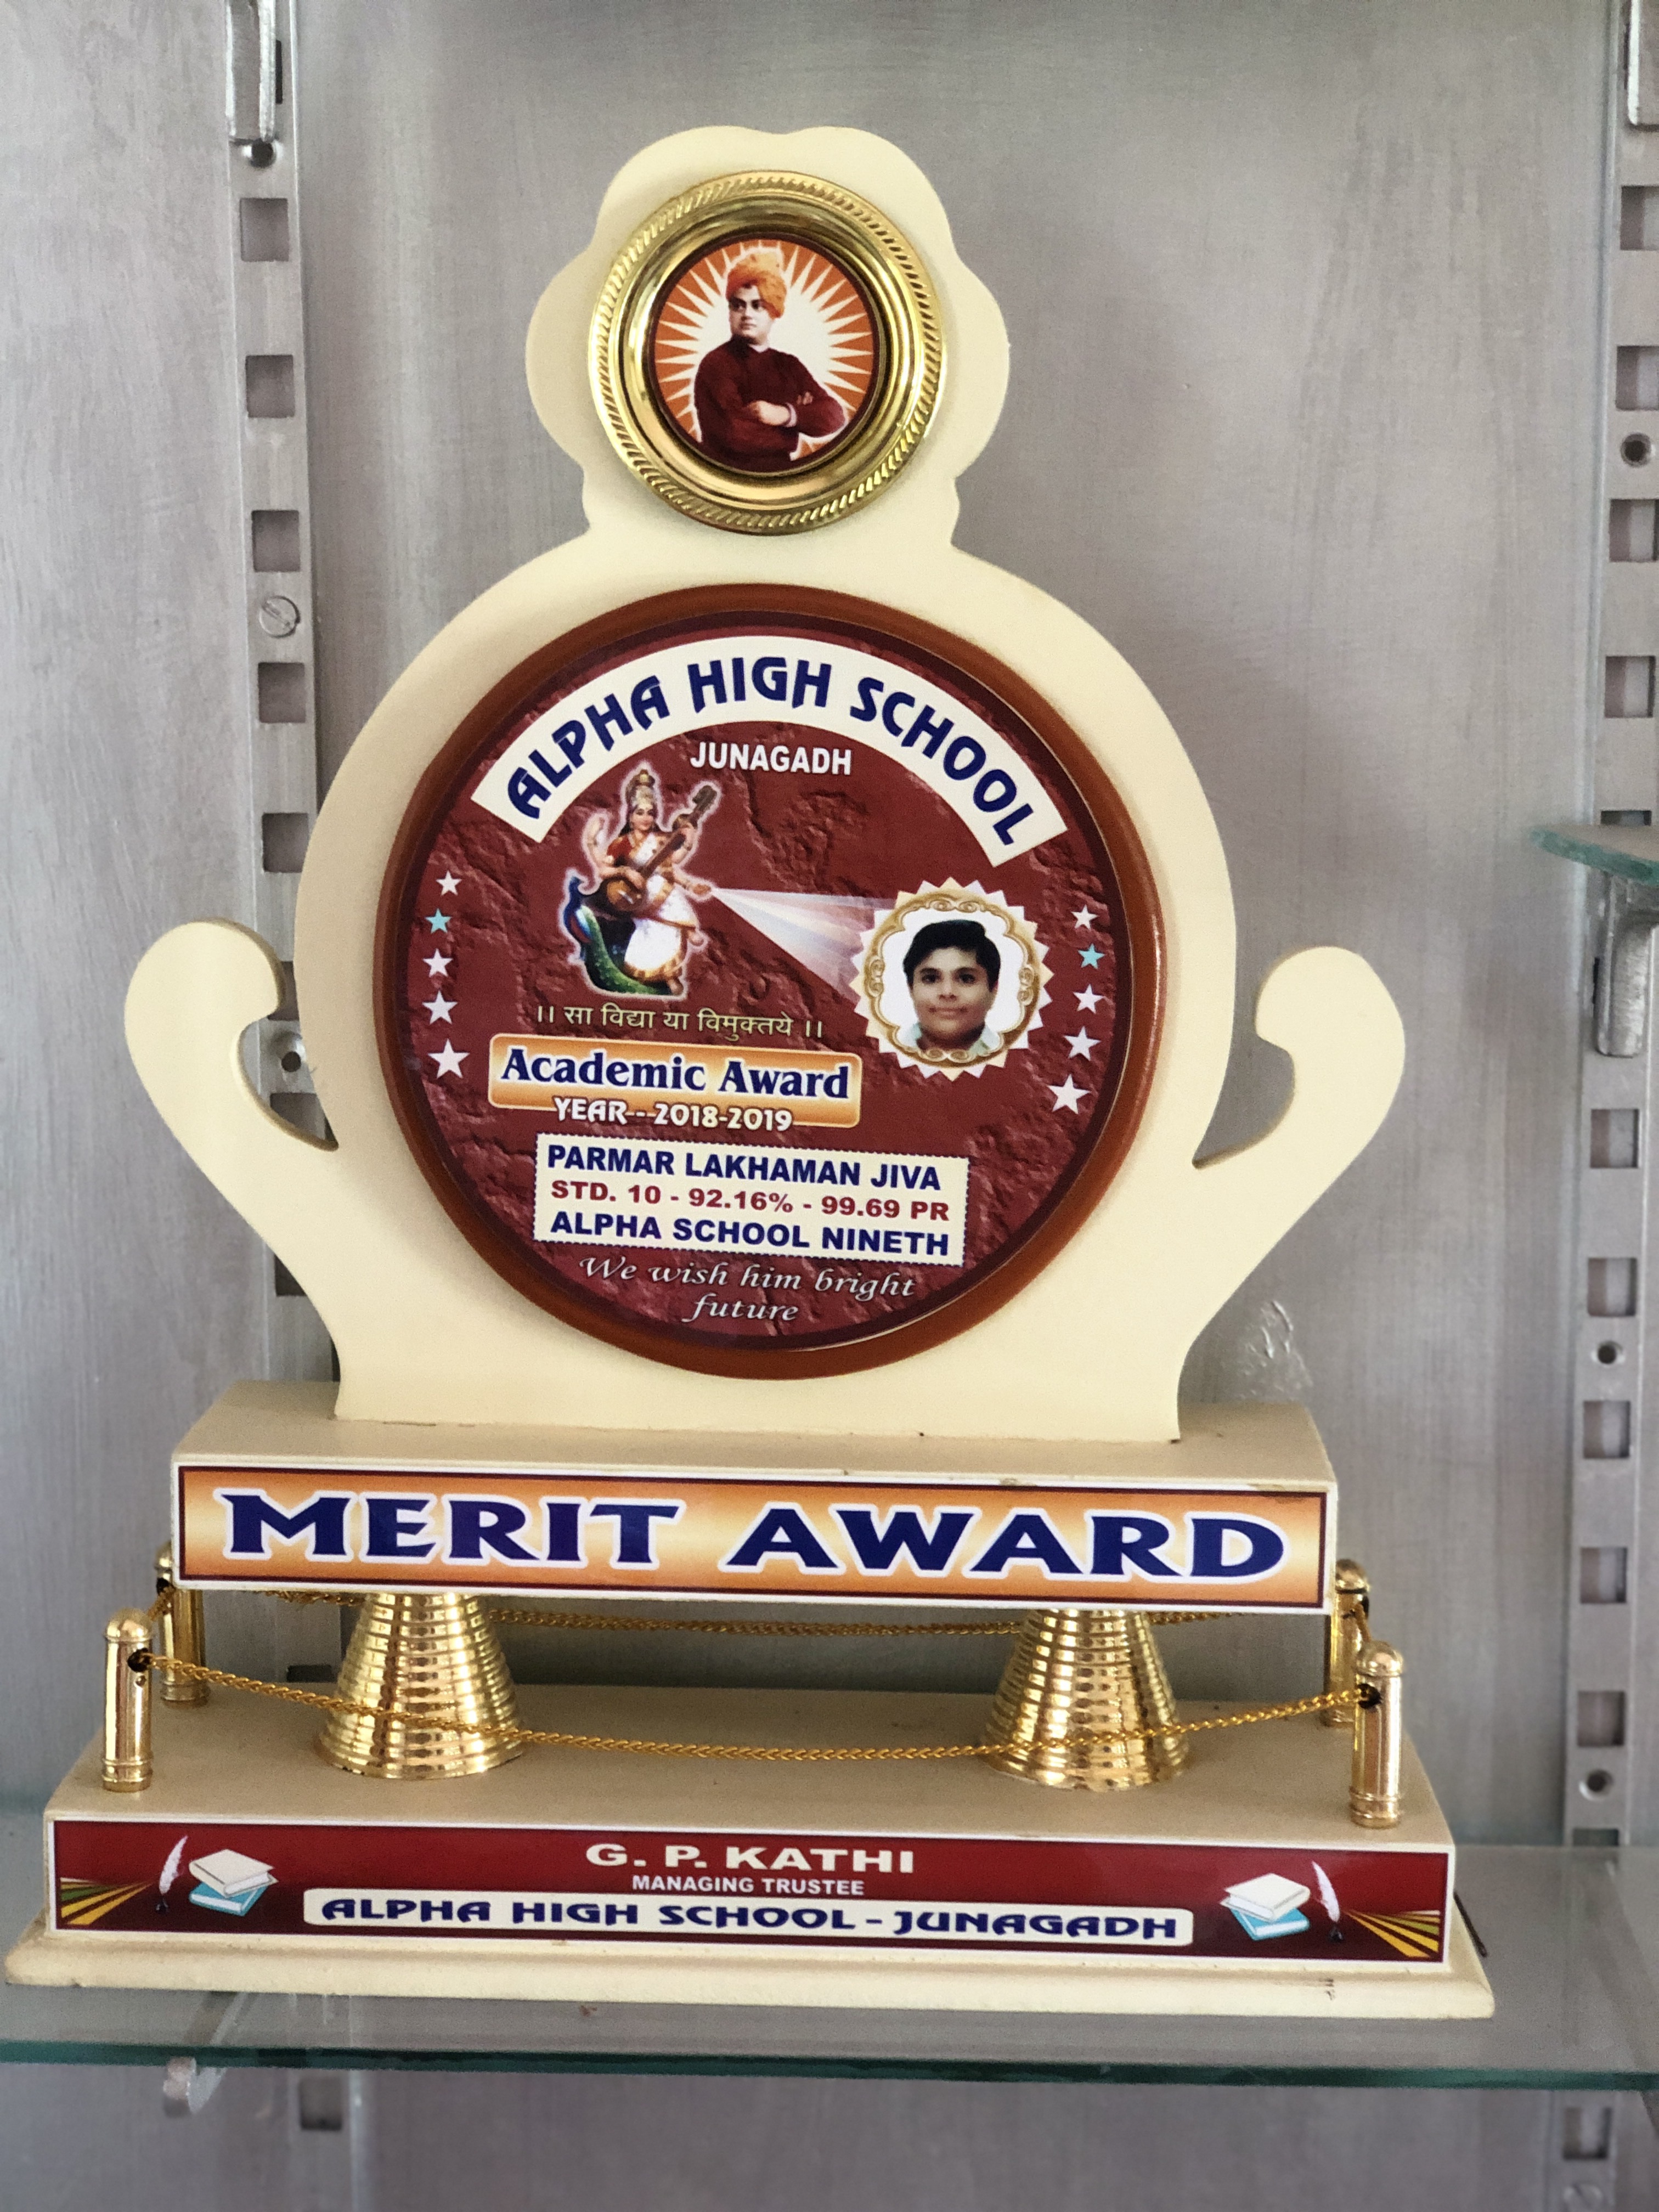 ALPHA HIGH SCHOOL
JUNAGADH
।। सा विद्या या विमुक्तये ।।
Academic Award
YEAR--2018-2019
PARMAR LAKHAMAN JIVA
STD. 10 - 92.16% - 99.69 PR
ALPHA SCHOOL NINETH
We wish him bright
future
MERIT AWARD
G. P. KATHI
MANAGING TRUSTEE
ALPHA HIGH SCHOOL - JUNAGADH